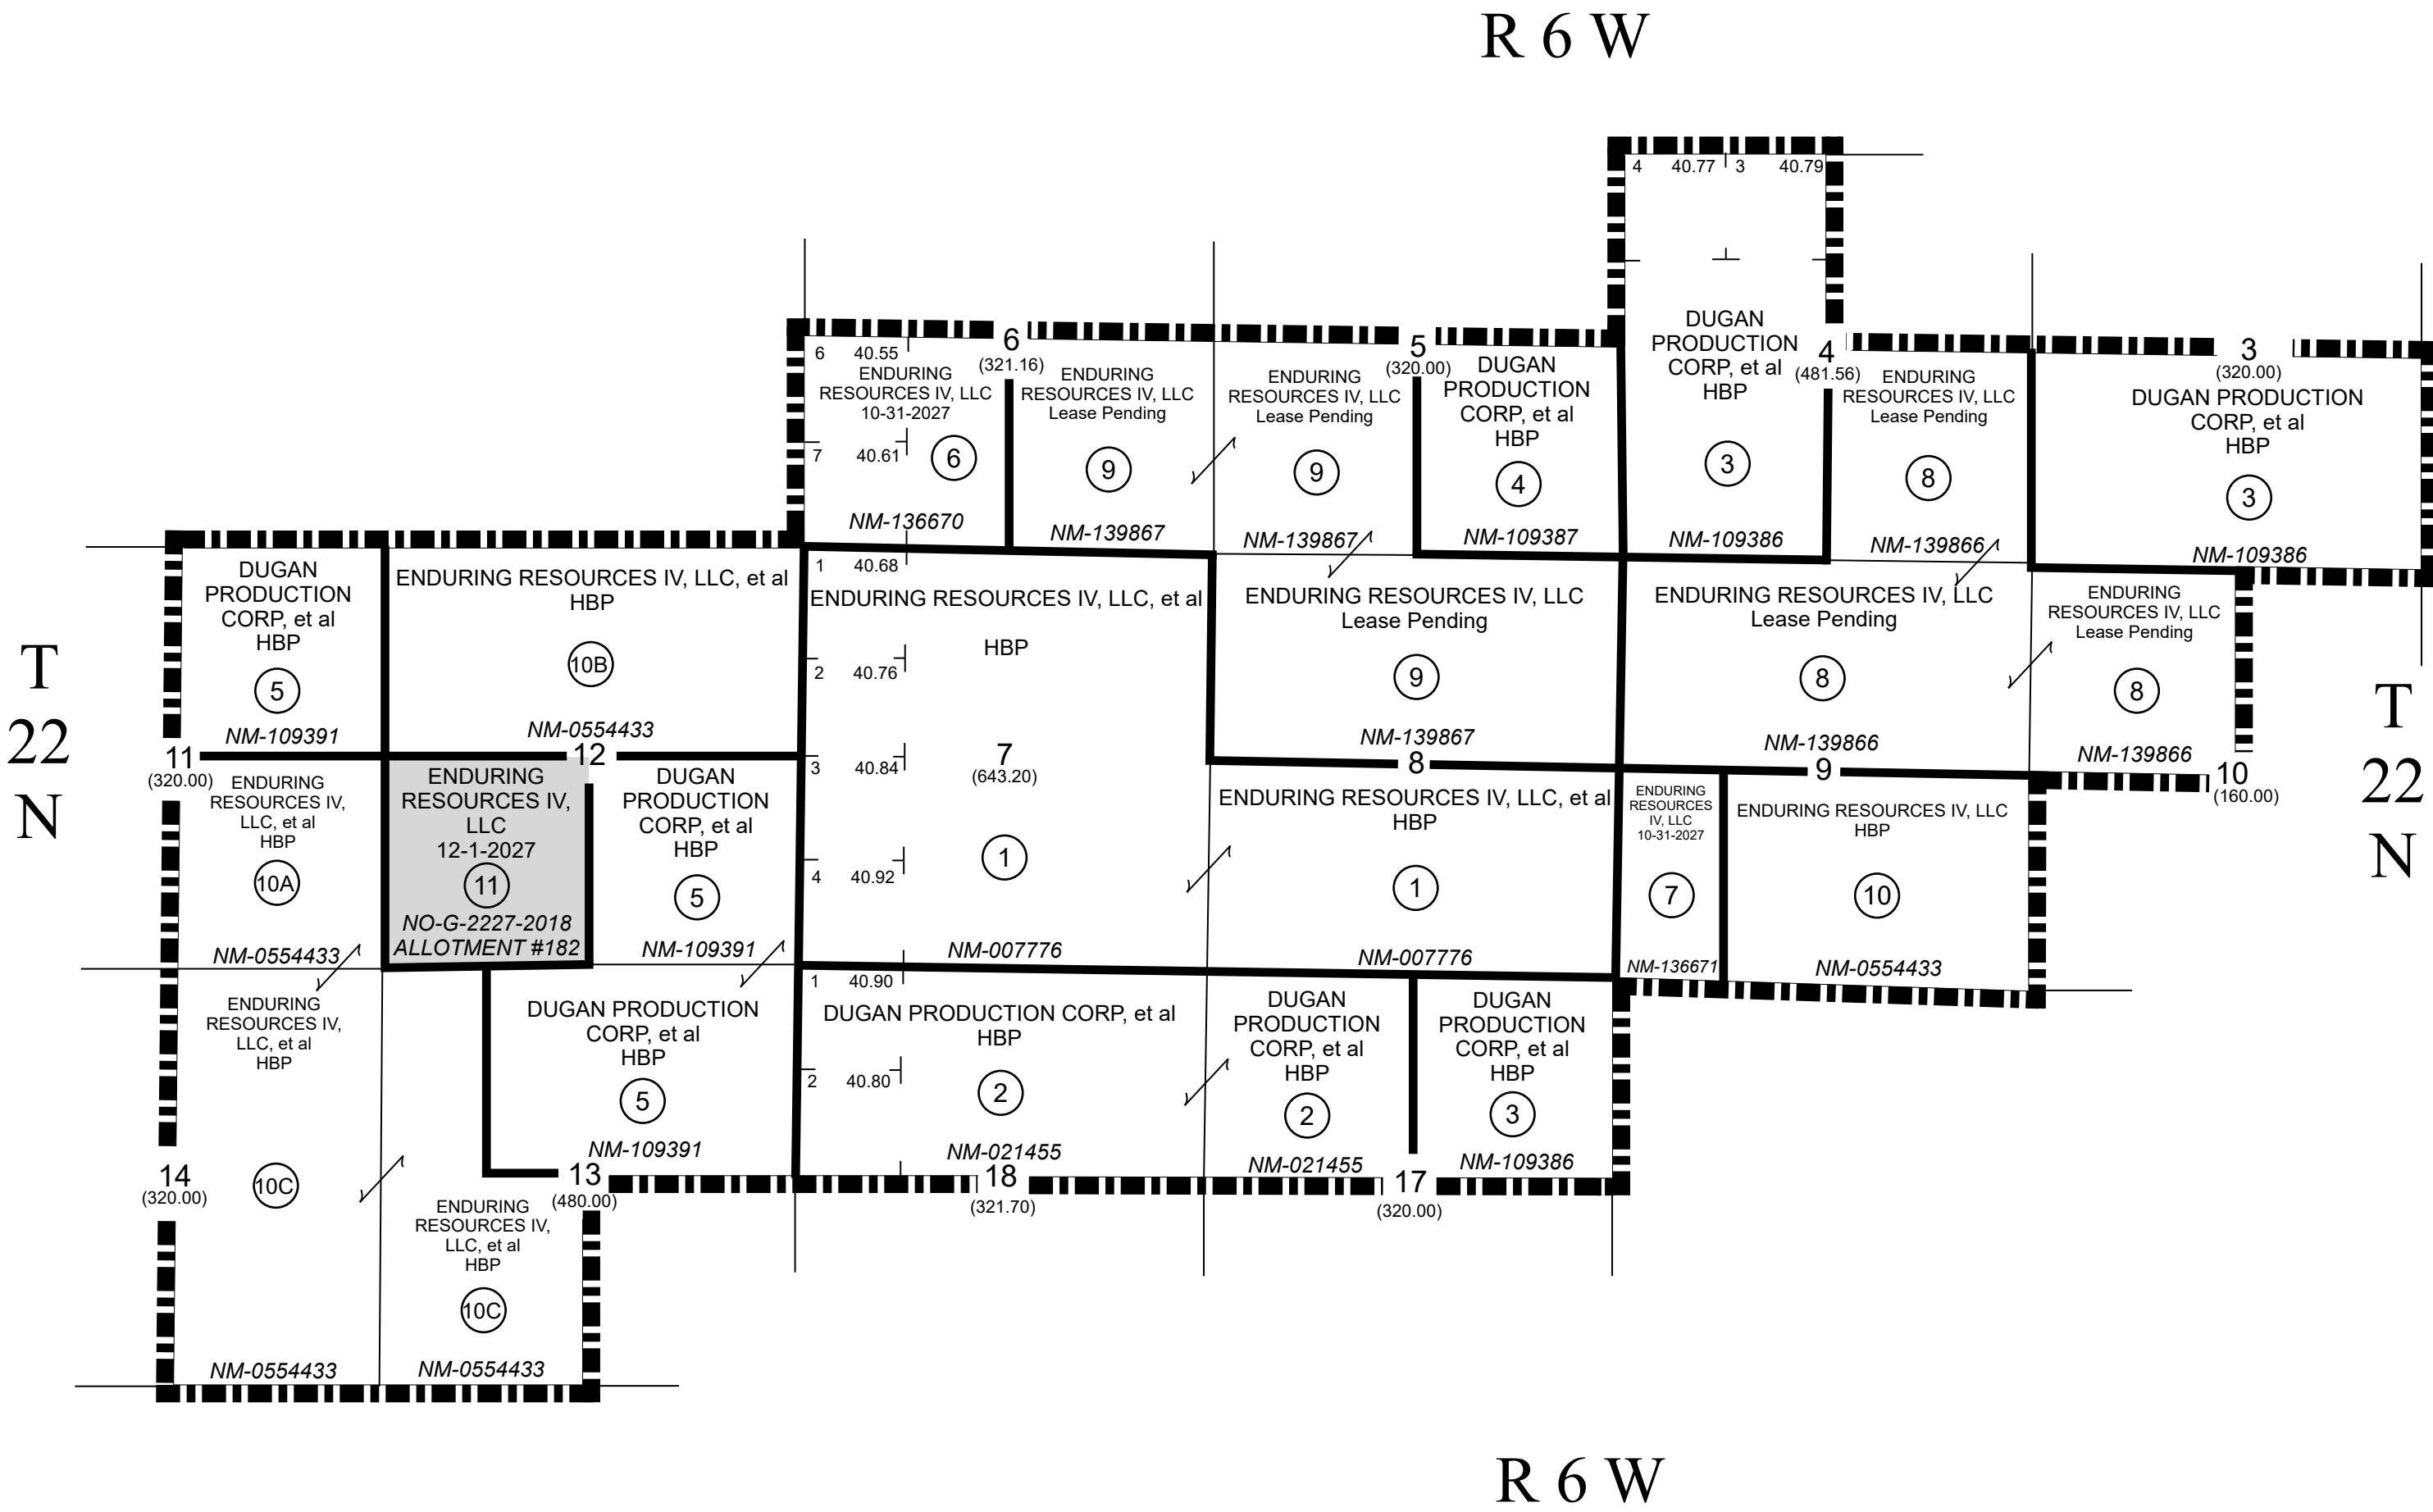 R 6 W
4 40.77 3 40.79
DUGAN
PRODUCTION
CORP, et al
HBP
3
NM-109386
4
(481.56)
6
(321.16)
6 40.55
ENDURING
RESOURCES IV, LLC
10-31-2027
7 40.61
6
NM-136670
ENDURING
RESOURCES IV, LLC
Lease Pending
9
NM-139867
5
(320.00)
ENDURING
RESOURCES IV, LLC
Lease Pending
9
NM-139867
DUGAN
PRODUCTION
CORP, et al
HBP
4
NM-109387
ENDURING
RESOURCES IV, LLC
Lease Pending
8
NM-139866
3
(320.00)
DUGAN PRODUCTION
CORP, et al
HBP
3
NM-109386
T
22
N
DUGAN
PRODUCTION
CORP, et al
HBP
5
NM-109391
11
(320.00)
ENDURING RESOURCES IV, LLC, et al
HBP
10B
NM-0554433
12
1 40.68
ENDURING RESOURCES IV, LLC, et al
HBP
2 40.76
3 40.84
7
(643.20)
4 40.92
1
NM-007776
ENDURING RESOURCES IV, LLC
Lease Pending
9
NM-139867
8
ENDURING RESOURCES IV, LLC
Lease Pending
8
NM-139866
9
ENDURING
RESOURCES IV, LLC
Lease Pending
8
NM-139866
10
(160.00)
T
22
N
ENDURING
RESOURCES IV,
LLC, et al
HBP
10A
NM-0554433
ENDURING
RESOURCES IV,
LLC
12-1-2027
11
NO-G-2227-2018
ALLOTMENT #182
DUGAN
PRODUCTION
CORP, et al
HBP
5
NM-109391
ENDURING RESOURCES IV, LLC, et al
HBP
1
NM-007776
ENDURING
RESOURCES
IV, LLC
10-31-2027
7
NM-136671
ENDURING RESOURCES IV, LLC
HBP
10
NM-0554433
ENDURING
RESOURCES IV,
LLC, et al
HBP
14
(320.00)
10C
NM-0554433
DUGAN PRODUCTION
CORP, et al
HBP
5
NM-109391
13
(480.00)
ENDURING
RESOURCES IV,
LLC, et al
HBP
10C
NM-0554433
1 40.90
DUGAN PRODUCTION CORP, et al
HBP
2 40.80
2
NM-021455
18
(321.70)
DUGAN
PRODUCTION
CORP, et al
HBP
2
NM-021455
DUGAN
PRODUCTION
CORP, et al
HBP
3
NM-109386
17
(320.00)
R 6 W